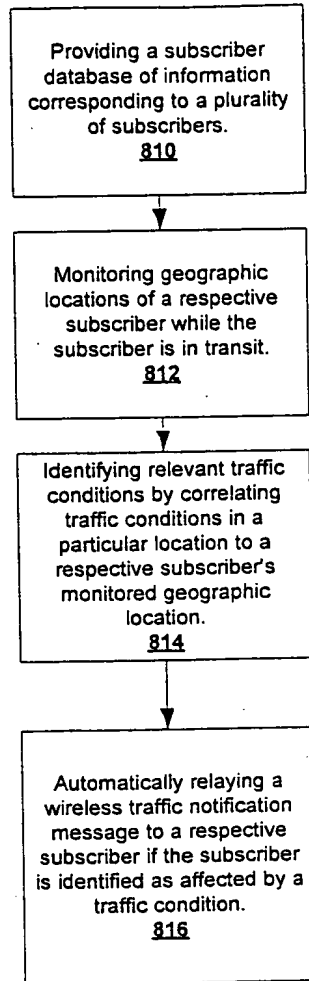 Providing a subscriber
database of information
corresponding to a plurality
of subscribers.
810
Monitoring geographic
locations of a respective
subscriber while the
subscriber is in transit.
812
Identifying relevant traffic
conditions by correlating
traffic conditions in a
particular location to a
respective subscriber's
monitored geographic
location.
814
Automatically relaying a
wireless traffic notification
message to a respective
subscriber if the subscriber
is identified as affected by a
traffic condition.
816